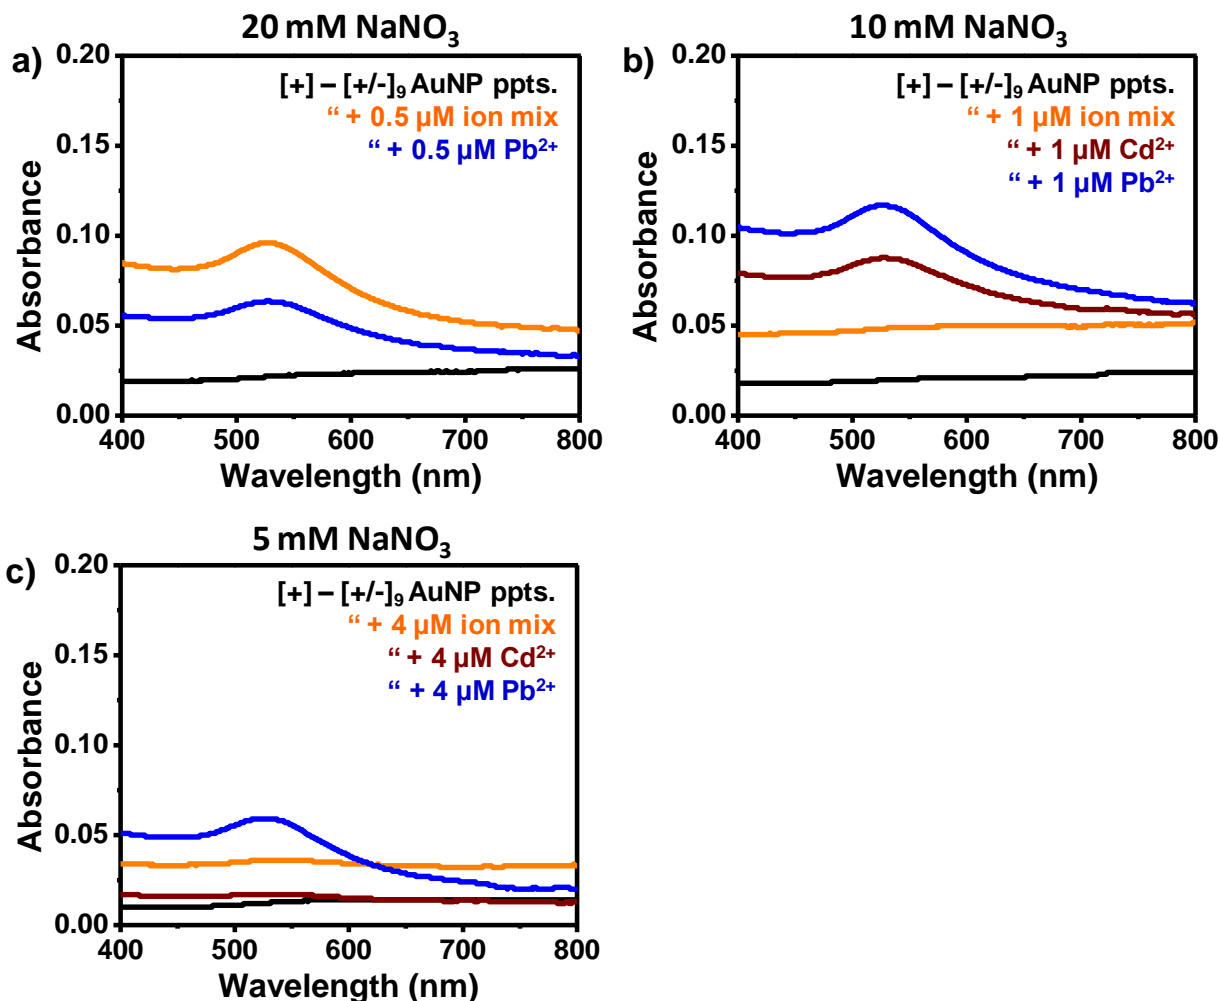 20 mM NaNO₃
a)
0.20
0.15
0.10
0.05
0.00
Absorbance
[+] – [+/-]₉ AuNP ppts.
“ + 0.5 µM ion mix
“ + 0.5 µM Pb²⁺
400 500 600 700 800
Wavelength (nm)
10 mM NaNO₃
b)
0.20
0.15
0.10
0.05
0.00
Absorbance
[+] – [+/-]₉ AuNP ppts.
“ + 1 µM ion mix
“ + 1 µM Cd²⁺
“ + 1 µM Pb²⁺
400 500 600 700 800
Wavelength (nm)
5 mM NaNO₃
c)
0.20
0.15
0.10
0.05
0.00
Absorbance
[+] – [+/-]₉ AuNP ppts.
“ + 4 µM ion mix
“ + 4 µM Cd²⁺
“ + 4 µM Pb²⁺
400 500 600 700 800
Wavelength (nm)